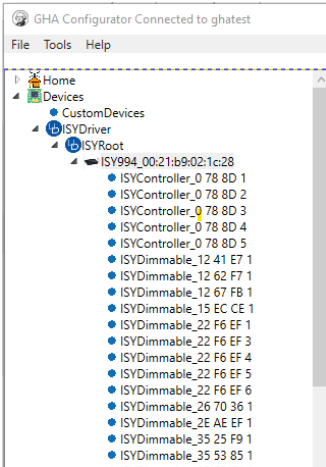 GHA Configurator Connected to ghatest
File Tools Help
Home
Devices
CustomDevices
ISYDriver
ISYRoot
ISY994_00:21:b9:02:1c:28
ISYController_0 78 8D 1
ISYController_0 78 8D 2
ISYController_0 78 8D 3
ISYController_0 78 8D 4
ISYController_0 78 8D 5
ISYDimmable_12 41 E7 1
ISYDimmable_12 62 F7 1
ISYDimmable_12 67 FB 1
ISYDimmable_15 EC CE 1
ISYDimmable_22 F6 EF 1
ISYDimmable_22 F6 EF 3
ISYDimmable_22 F6 EF 4
ISYDimmable_22 F6 EF 5
ISYDimmable_22 F6 EF 6
ISYDimmable_26 70 36 1
ISYDimmable_2E AE EF 1
ISYDimmable_35 25 F9 1
ISYDimmable_35 53 85 1